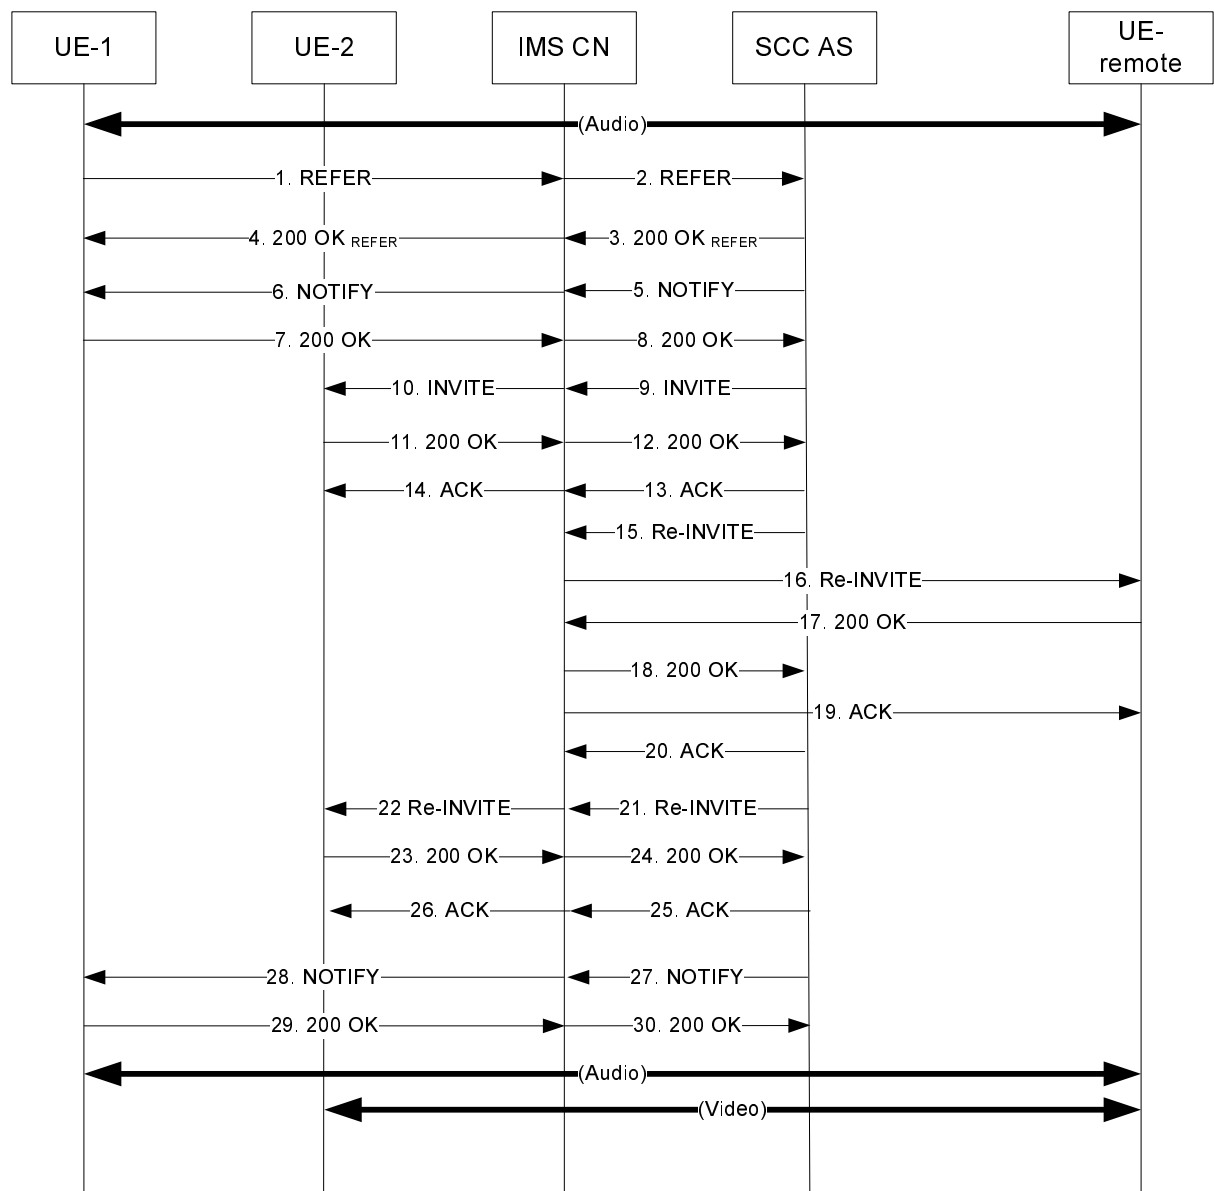 UE-1
UE-2
IMS CN
SCC AS
UE-
remote
(Audio)
1. REFER
2. REFER
4. 200 OK REFER
3. 200 OK REFER
6. NOTIFY
5. NOTIFY
7. 200 OK
8. 200 OK
10. INVITE
9. INVITE
11. 200 OK
12. 200 OK
14. ACK
13. ACK
15. Re-INVITE
16. Re-INVITE
17. 200 OK
18. 200 OK
19. ACK
20. ACK
22 Re-INVITE
21. Re-INVITE
23. 200 OK
24. 200 OK
26. ACK
25. ACK
28. NOTIFY
27. NOTIFY
29. 200 OK
30. 200 OK
(Audio)
(Video)